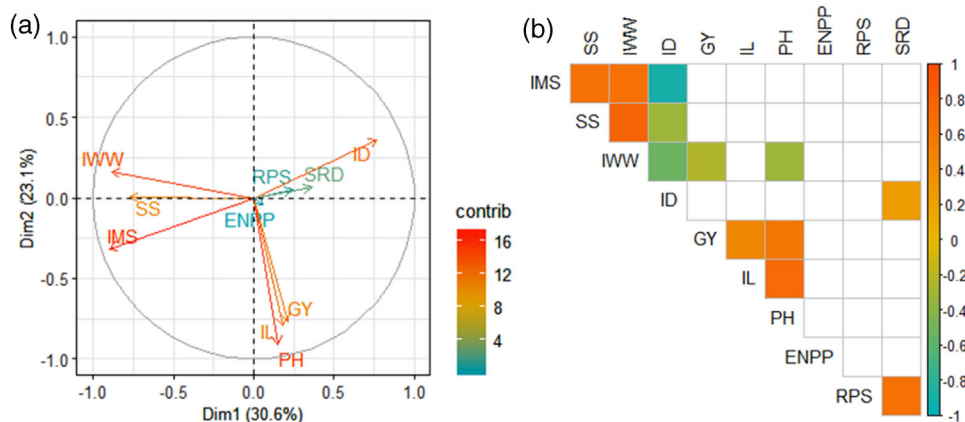 (a)
1.0
0.5
0.0
-0.5
-1.0
Dim2 (23.1%)
-1.0 -0.5 0.0 0.5 1.0
Dim1 (30.6%)
IWW
SS
IMS
RPS
SRD
ID
ENPP
GY
IL
PH
contrib
16
12
8
4
(b)
SS IWW ID GY IL PH ENPP RPS SRD
IMS
SS
IWW
ID
GY
IL
PH
ENPP
RPS
1
0.8
0.6
0.4
0.2
0
-0.2
-0.4
-0.6
-0.8
-1